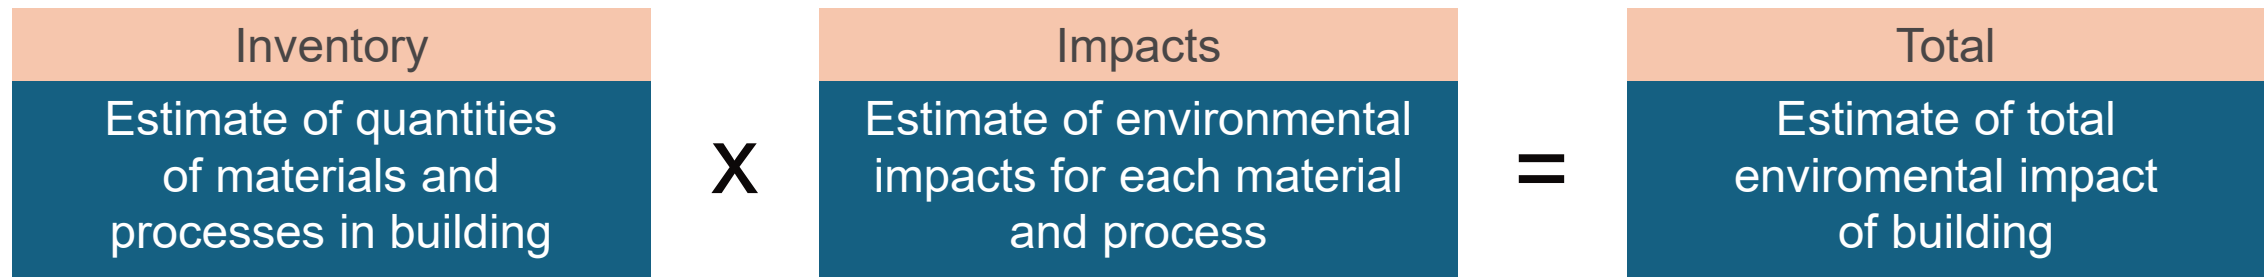 Inventory
Estimate of quantities
of materials and
processes in building
x
Impacts
Estimate of environmental
impacts for each material
and process
=
Total
Estimate of total
enviromental impact
of building